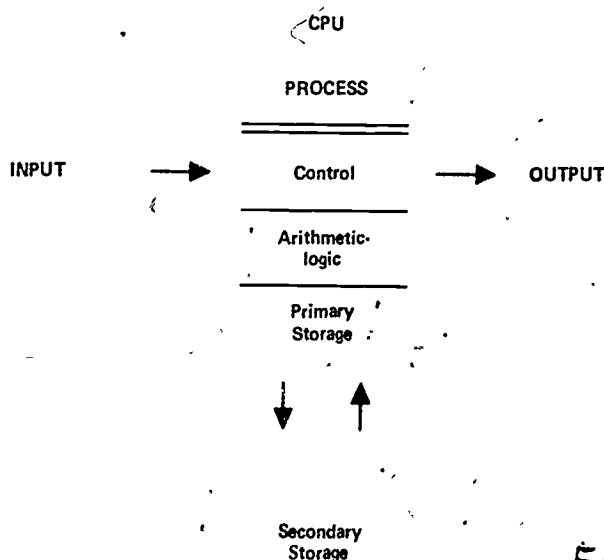 CPU
PROCESS
INPUT
Control
OUTPUT
Arithmetic-
logic
Primary
Storage
Secondary
Storage